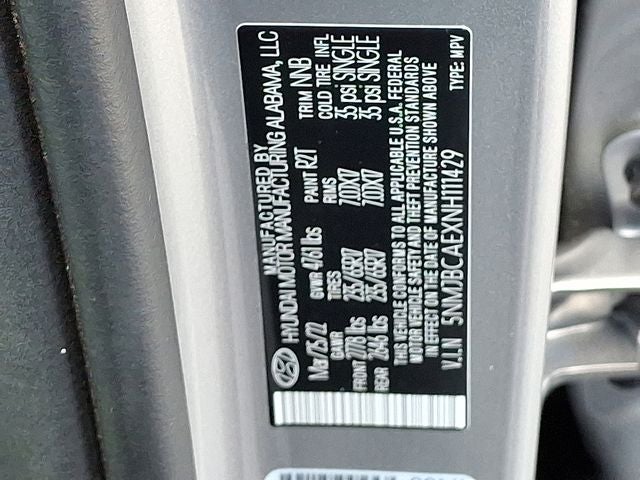 MANUFACTURED BY
HYUNDAI MOTOR MANUFACTURING ALABAMA, LLC
Mar/25/22 GVWR 4761 lbs PAINT R2T TRIM NNB
GAWR TIRES RIMS COLD TIRE INFL
FRONT 2778 lbs 235/65R17 7.0JX17 35 psi SINGLE
REAR 2646 lbs 235/65R17 7.0JX17 35 psi SINGLE
THIS VEHICLE CONFORMS TO ALL APPLICABLE U.S.A. FEDERAL
MOTOR VEHICLE SAFETY AND THEFT PREVENTION STANDARDS
IN EFFECT ON THE DATE OF MANUFACTURE SHOWN ABOVE
V.I.N 5NMJBCAEXNH111429 TYPE: MPV